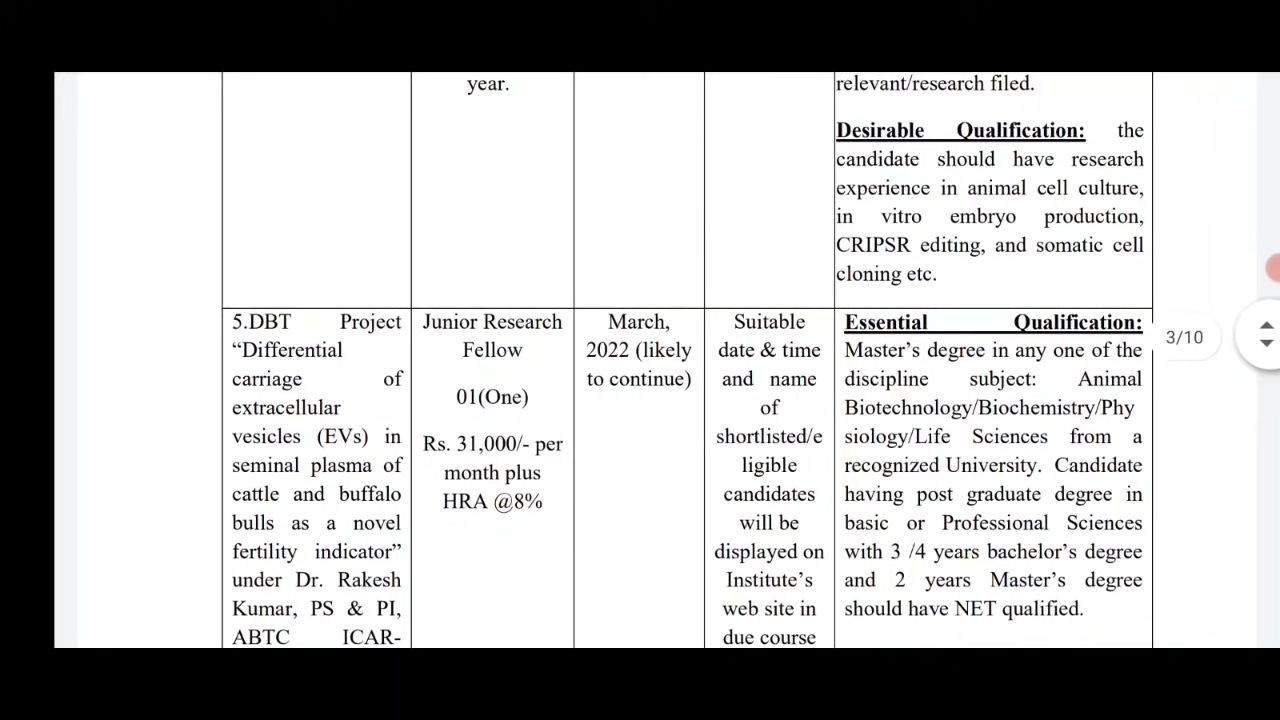 year.
relevant/research filed.
Desirable Qualification: the
candidate should have research
experience in animal cell culture,
in vitro embryo production,
CRIPSR editing, and somatic cell
cloning etc.
5.DBT Project
“Differential
carriage of
extracellular
vesicles (EVs) in
seminal plasma of
cattle and buffalo
bulls as a novel
fertility indicator”
under Dr. Rakesh
Kumar, PS & PI,
ABTC ICAR-
Junior Research
Fellow
01(One)
Rs. 31,000/- per
month plus
HRA @8%
March,
2022 (likely
to continue)
Suitable
date & time
and name
of
shortlisted/e
ligible
candidates
will be
displayed on
Institute’s
web site in
due course
Essential Qualification:
Master’s degree in any one of the
discipline subject: Animal
Biotechnology/Biochemistry/Phy
siology/Life Sciences from a
recognized University. Candidate
having post graduate degree in
basic or Professional Sciences
with 3 /4 years bachelor’s degree
and 2 years Master’s degree
should have NET qualified.
3/10